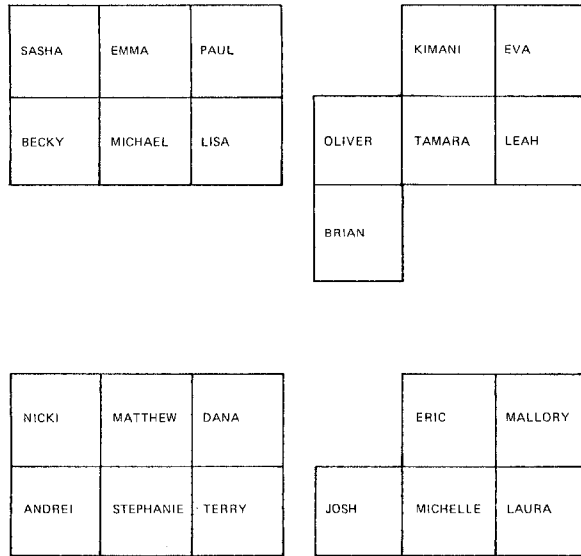 SASHA EMMA PAUL
BECKY MICHAEL LISA
KIMANI EVA
OLIVER TAMARA LEAH
BRIAN
NICKI MATTHEW DANA
ANDREI STEPHANIE TERRY
ERIC MALLORY
JOSH MICHELLE LAURA